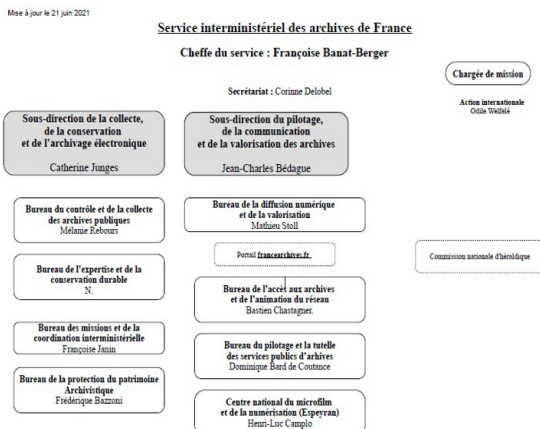 Mise à jour le 21 juin 2021
Service interministériel des archives de France
Cheffe du service : Françoise Banat-Berger
Chargée de mission
Secrétariat : Corinne Delobel
Action internationale
Odile Welfelé
Sous-direction de la collecte,
de la conservation
et de l'archivage électronique
Catherine Junges
Sous-direction du pilotage,
de la communication
et de la valorisation des archives
Jean-Charles Bédague
Bureau du contrôle et de la collecte
des archives publiques
Mélanie Rebours
Bureau de la diffusion numérique
et de la valorisation
Mathieu Stoll
Portail francearchives.fr
Commission nationale d'héraldique
Bureau de l'expertise et de la
conservation durable
N.
Bureau de l'accès aux archives
et de l'animation du réseau
Bastien Chastagner.
Bureau des missions et de la
coordination interministérielle
Françoise Janin
Bureau du pilotage et la tutelle
des services publics d'arhives
Dominique Bard de Coutance
Bureau de la protection du patrimoine
Archivistique
Frédérique Bazzoni
Centre national du microfilm
et de la numérisation (Espeyran)
Henri-Luc Camplo